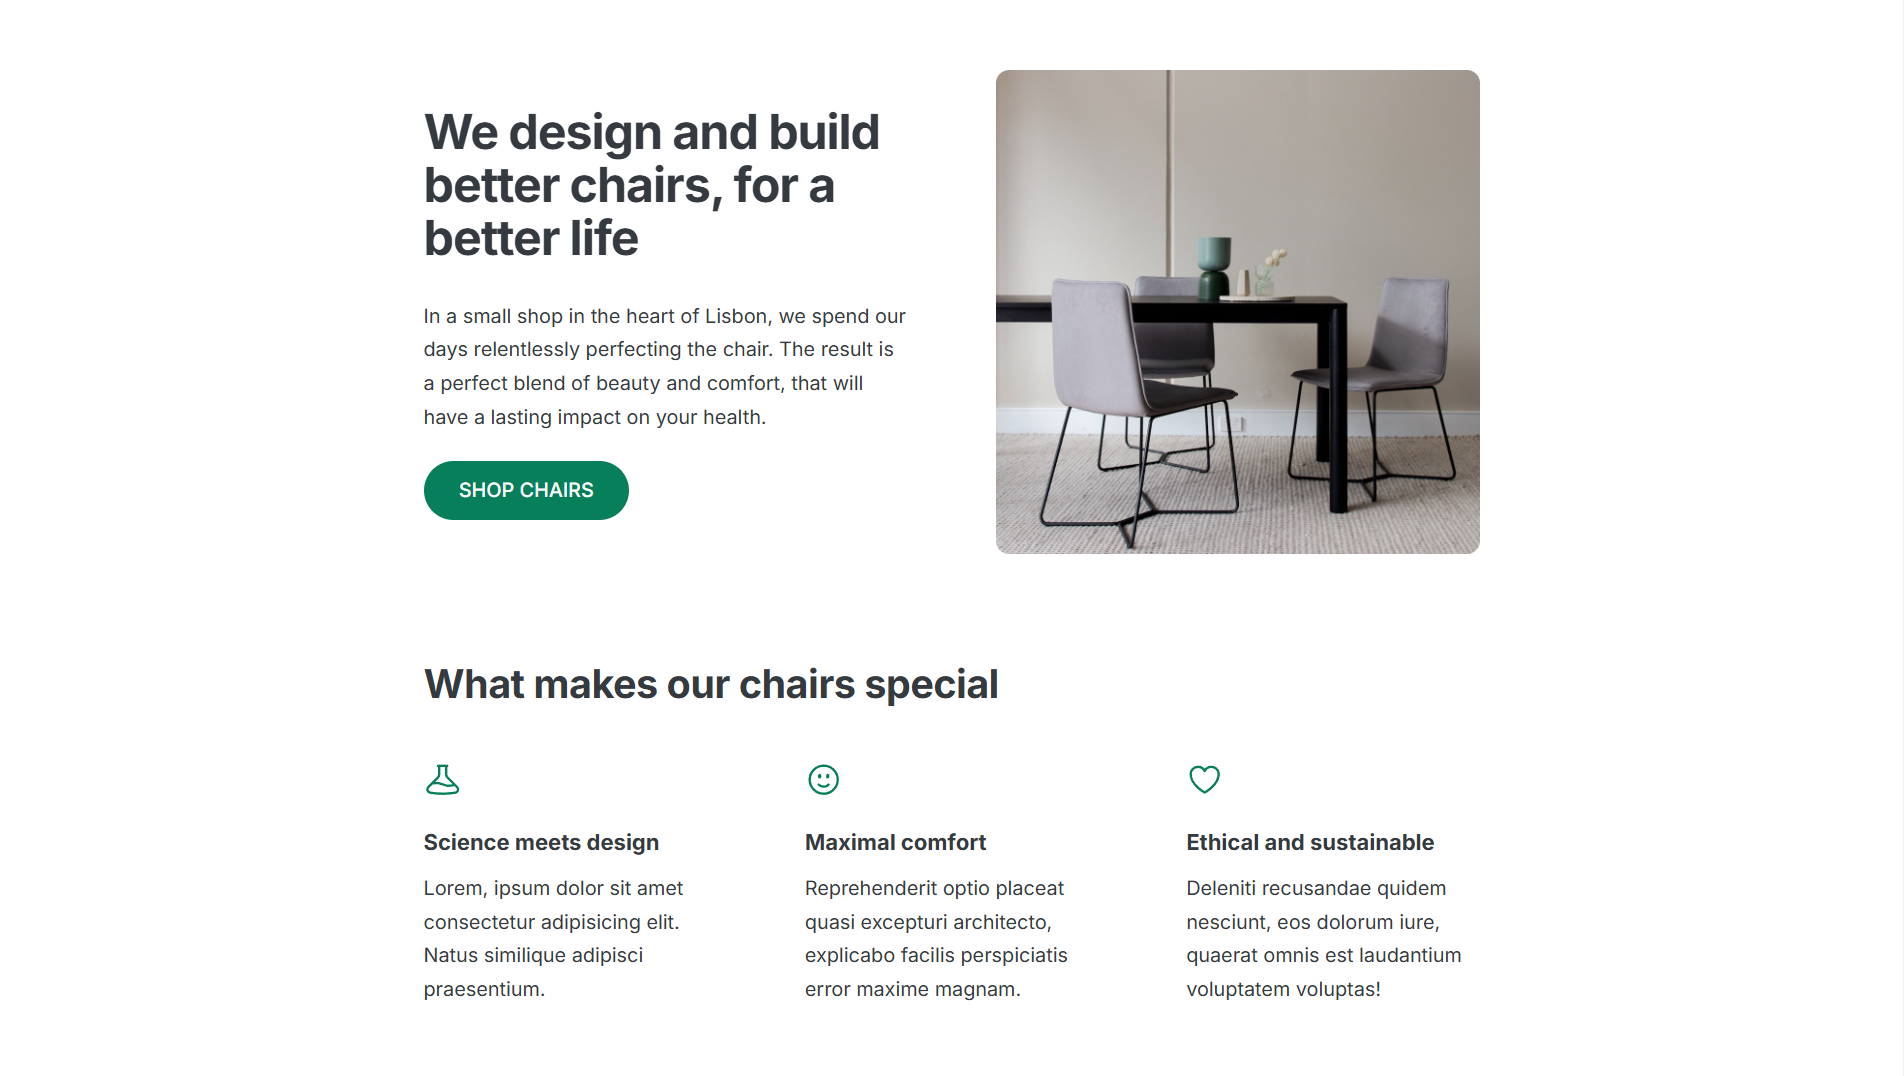 We design and build
better chairs, for a
better life
In a small shop in the heart of Lisbon, we spend our
days relentlessly perfecting the chair. The result is
a perfect blend of beauty and comfort, that will
have a lasting impact on your health.
SHOP CHAIRS
What makes our chairs special
Science meets design
Lorem, ipsum dolor sit amet
consectetur adipisicing elit.
Natus similique adipisci
praesentium.
Maximal comfort
Reprehenderit optio placeat
quasi excepturi architecto,
explicabo facilis perspiciatis
error maxime magnam.
Ethical and sustainable
Deleniti recusandae quidem
nesciunt, eos dolorum iure,
quaerat omnis est laudantium
voluptatem voluptas!